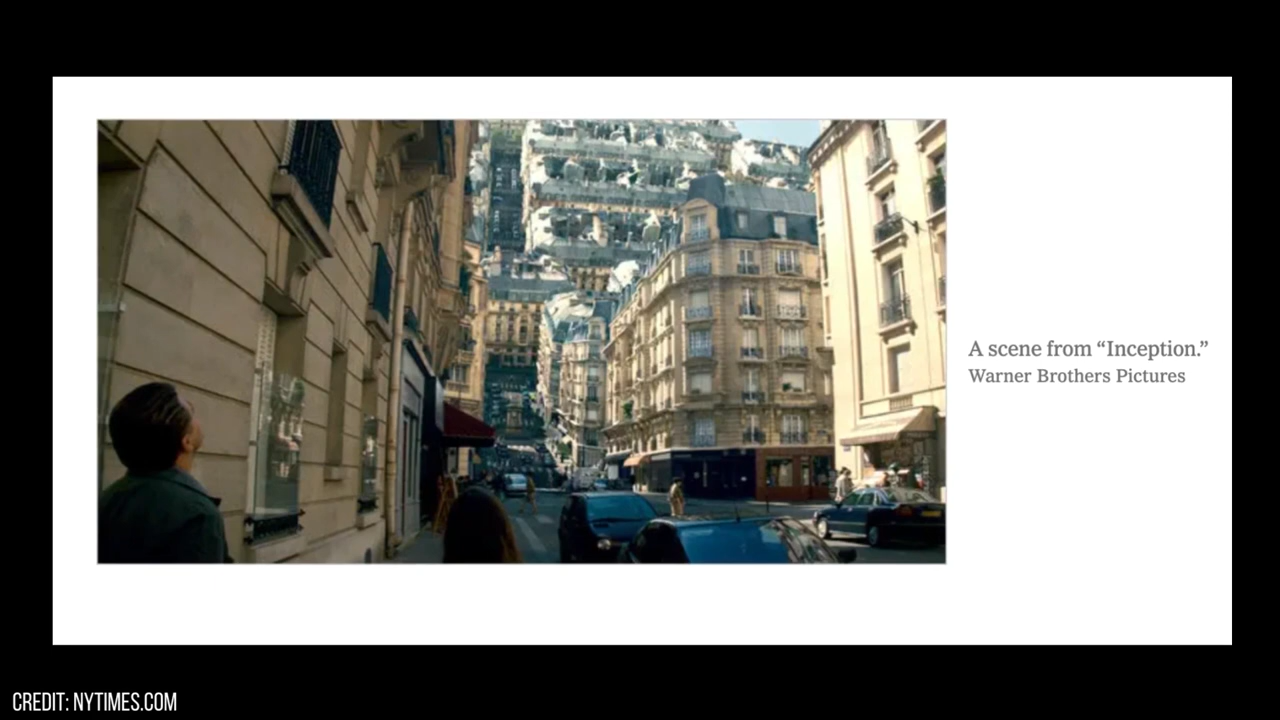 A scene from “Inception.”
Warner Brothers Pictures
CREDIT: NYTIMES.COM